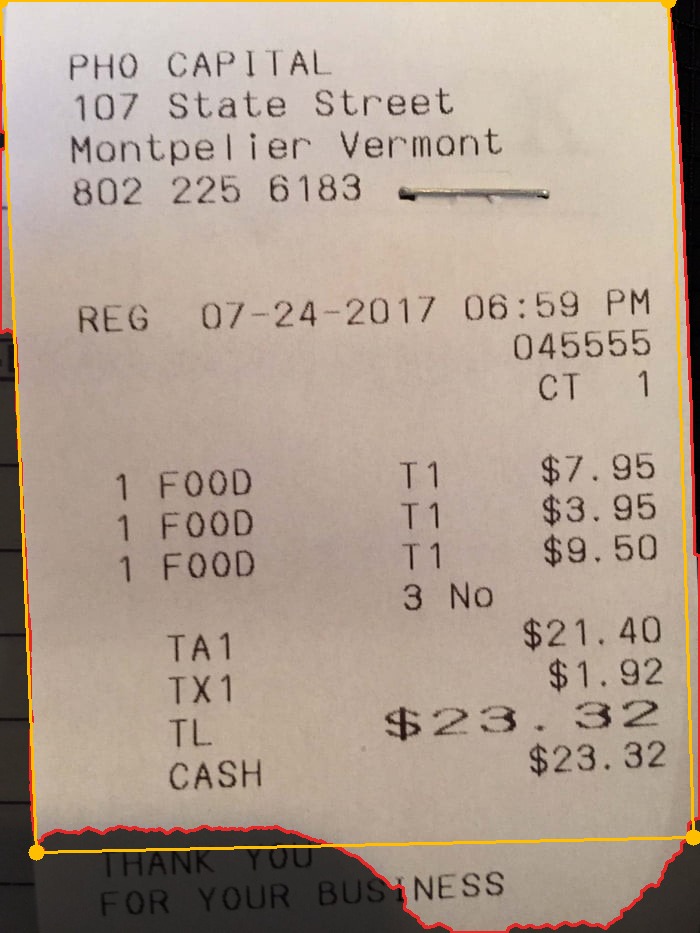 PHO CAPITAL
107 State Street
Montpelier Vermont
802 225 6183
REG 07-24-2017 06:59 PM
045555
CT 1
1 FOOD T1 $7.95
1 FOOD T1 $3.95
1 FOOD T1 $9.50
3 No
TA1 $21.40
TX1 $1.92
TL $23.32
CASH $23.32
THANK YOU
FOR YOUR BUSINESS